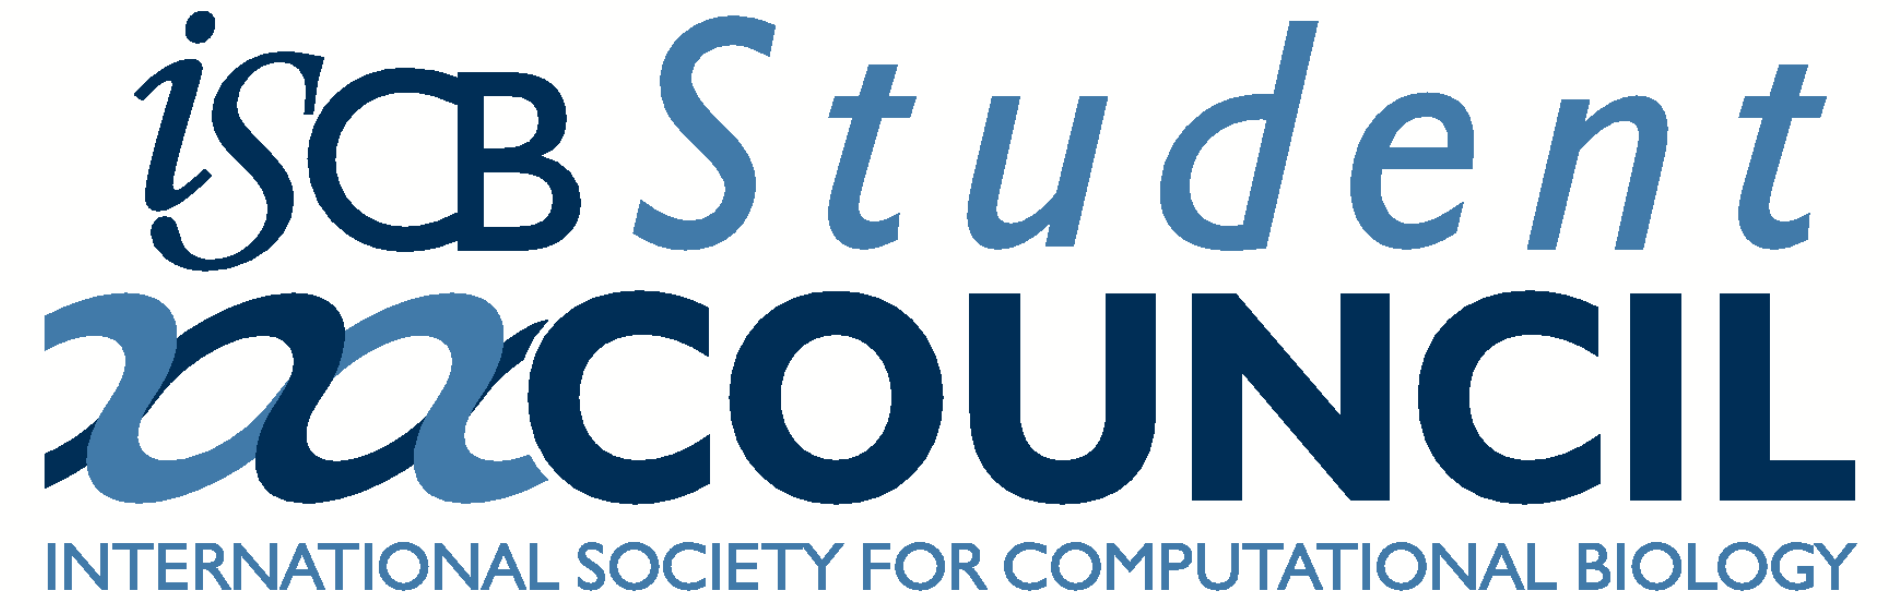 iSCB Student
COUNCIL
INTERNATIONAL SOCIETY FOR COMPUTATIONAL BIOLOGY